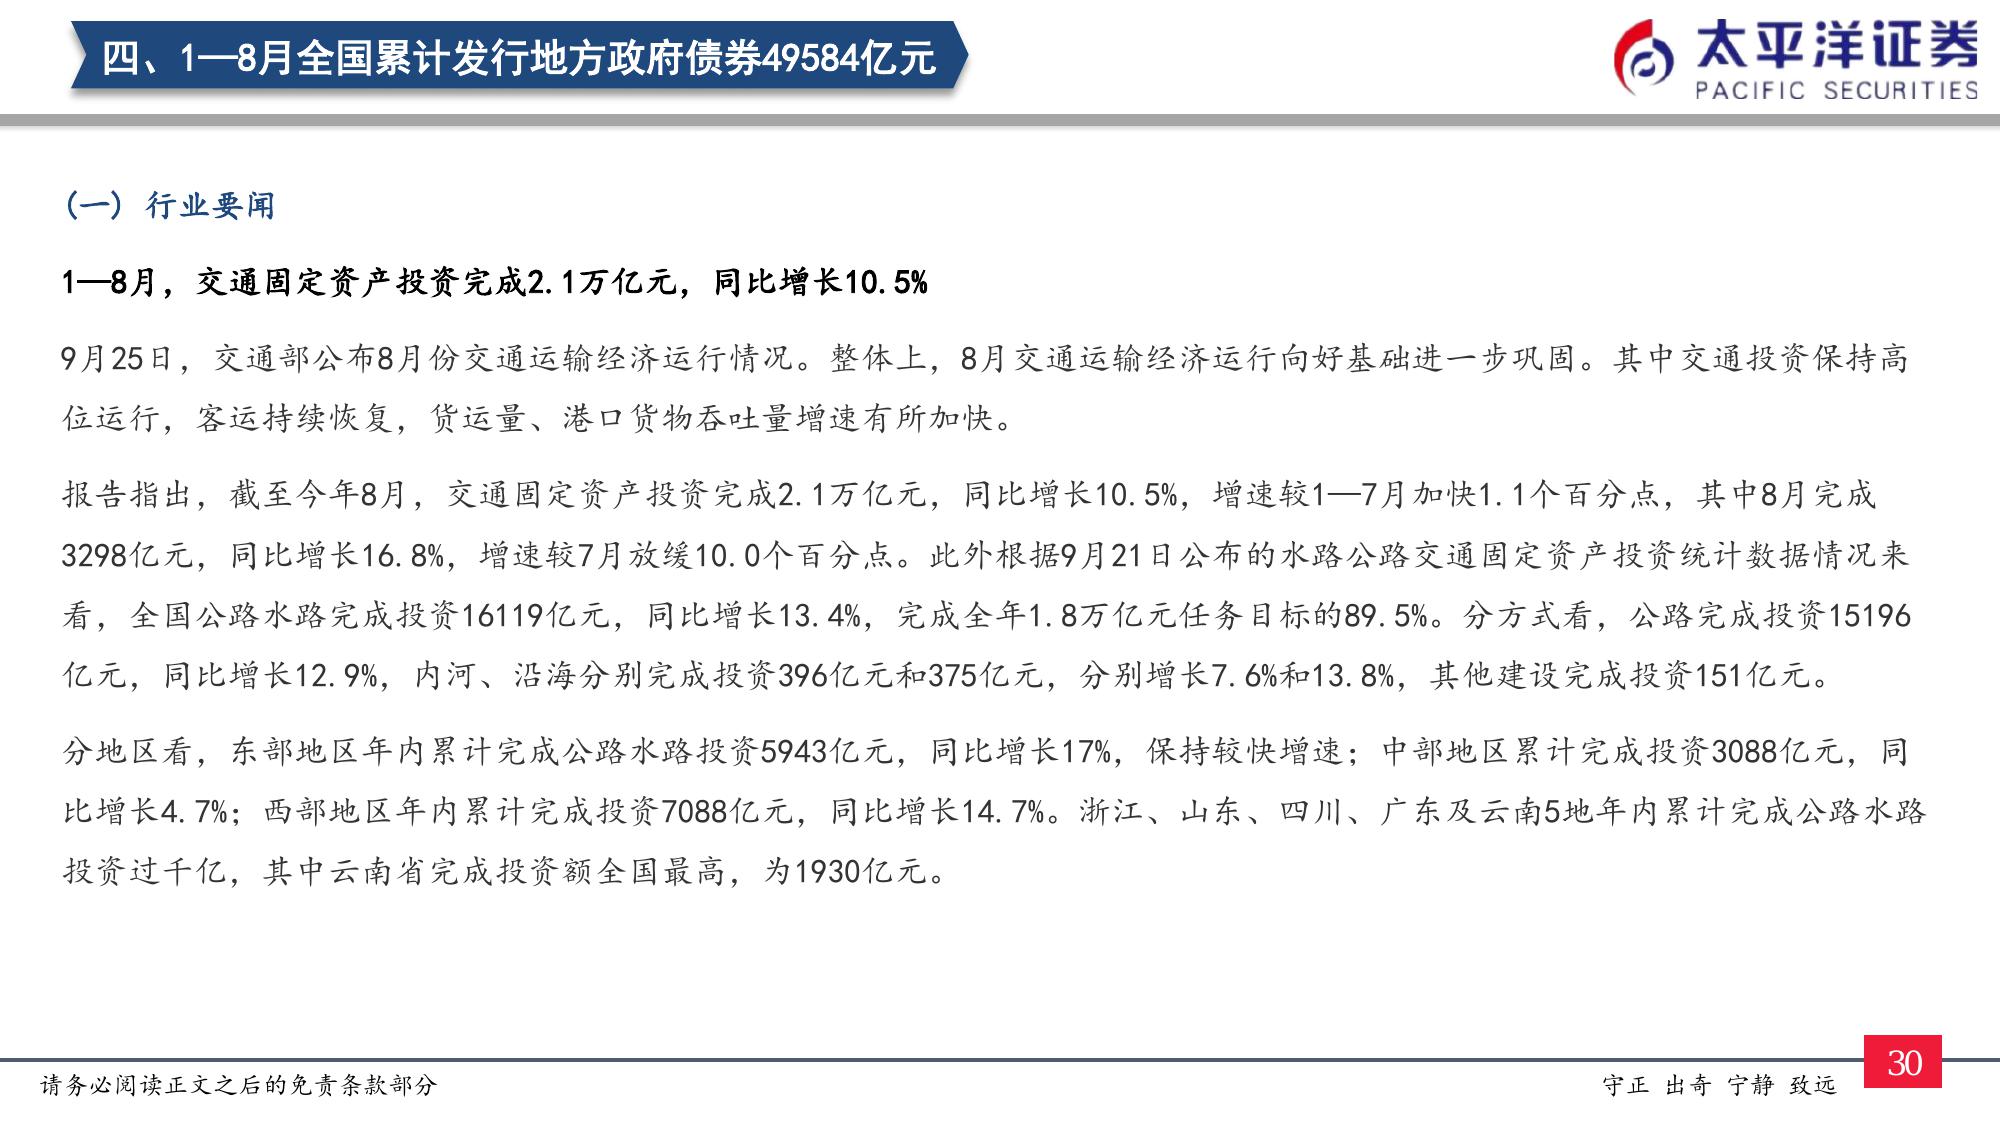 四、1—8月全国累计发行地方政府债券49584亿元
太平洋证券
PACIFIC SECURITIES
(一) 行业要闻
1—8月，交通固定资产投资完成2.1万亿元，同比增长10.5%
9月25日，交通部公布8月份交通运输经济运行情况。整体上，8月交通运输经济运行向好基础进一步巩固。其中交通投资保持高
位运行，客运持续恢复，货运量、港口货物吞吐量增速有所加快。
报告指出，截至今年8月，交通固定资产投资完成2.1万亿元，同比增长10.5%，增速较1—7月加快1.1个百分点，其中8月完成
3298亿元，同比增长16.8%，增速较7月放缓10.0个百分点。此外根据9月21日公布的水路公路交通固定资产投资统计数据情况来
看，全国公路水路完成投资16119亿元，同比增长13.4%，完成全年1.8万亿元任务目标的89.5%。分方式看，公路完成投资15196
亿元，同比增长12.9%，内河、沿海分别完成投资396亿元和375亿元，分别增长7.6%和13.8%，其他建设完成投资151亿元。
分地区看，东部地区年内累计完成公路水路投资5943亿元，同比增长17%，保持较快增速；中部地区累计完成投资3088亿元，同
比增长4.7%；西部地区年内累计完成投资7088亿元，同比增长14.7%。浙江、山东、四川、广东及云南5地年内累计完成公路水路
投资过千亿，其中云南省完成投资额全国最高，为1930亿元。
请务必阅读正文之后的免责条款部分
守正 出奇 宁静 致远
30